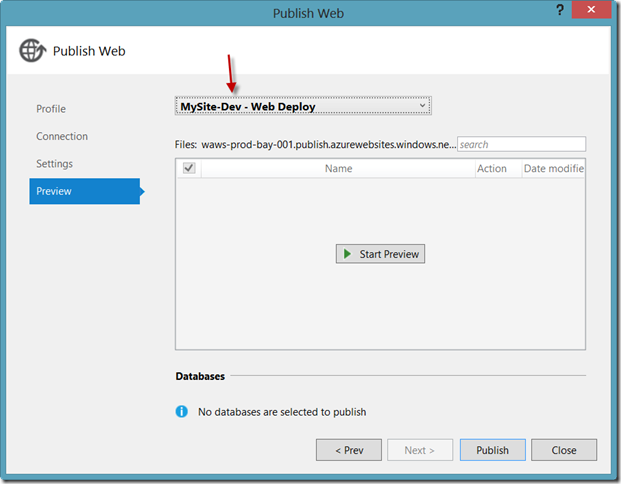 Publish Web
?
Publish Web
Profile
Connection
Settings
Preview
MySite-Dev - Web Deploy
Files: waws-prod-bay-001.publish.azurewebsites.windows.ne... search
Name Action Date modifie
Start Preview
Databases
No databases are selected to publish
< Prev Next > Publish Close